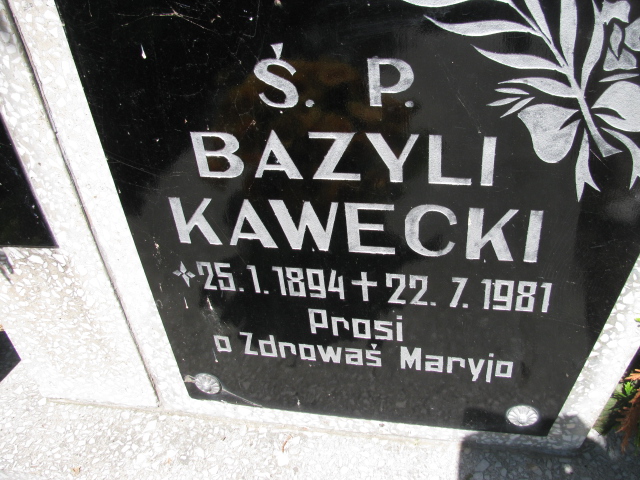 Ś. P.
BAZYLI
KAWECKI
25.1.1894 + 22.7.1981
Prosi
o Zdrowaś Maryjo